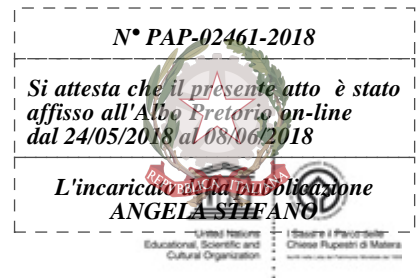 N° PAP-02461-2018
Si attesta che il presente atto è stato
affisso all'Albo Pretorio on-line
dal 24/05/2018 al 08/06/2018
L'incaricato della pubblicazione
ANGELA STIFANO
REPUBBLICA ITALIANA
United Nations
Educational, Scientific and
Cultural Organization
I Sassi e il Parco delle
Chiese Rupestri di Matera